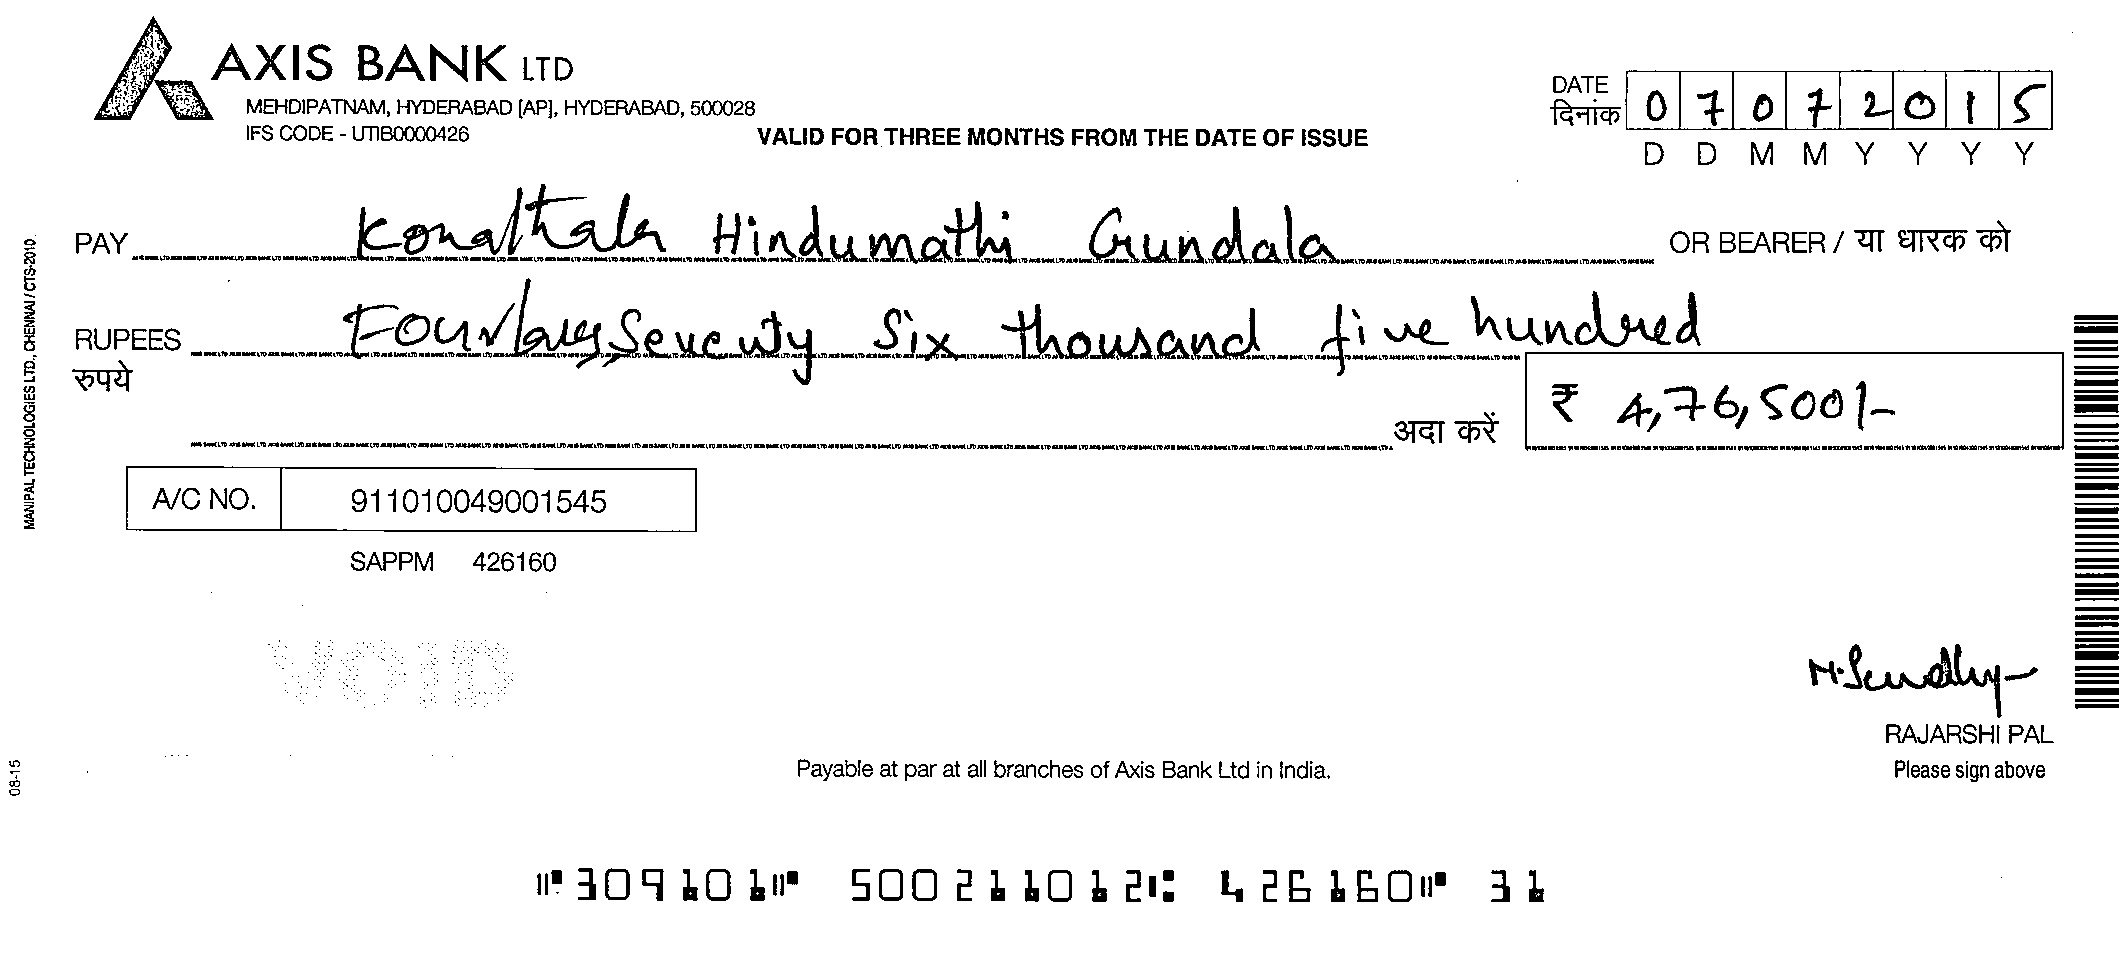 AXIS BANK LTD
MEHDIPATNAM, HYDERABAD [AP], HYDERABAD, 500028
IFS CODE - UTIB0000426
VALID FOR THREE MONTHS FROM THE DATE OF ISSUE
DATE
दिनांक
0 7 0 7 2 0 1 5
D D M M Y Y Y Y
PAY Konathala Hindumathi Gundala OR BEARER / या धारक को
RUPEES Four Seventy Six thousand five hundred
रुपये
अदा करें ₹ 4,76,500/-
A/C NO. 911010049001545
SAPPM 426160
VOID
RAJARSHI PAL
Please sign above
Payable at par at all branches of Axis Bank Ltd in India.
⑈309101⑈ 500211012⑆ 426160⑈ 31
MANIPAL TECHNOLOGIES LTD., CHENNAI / CTS-2010
08-15